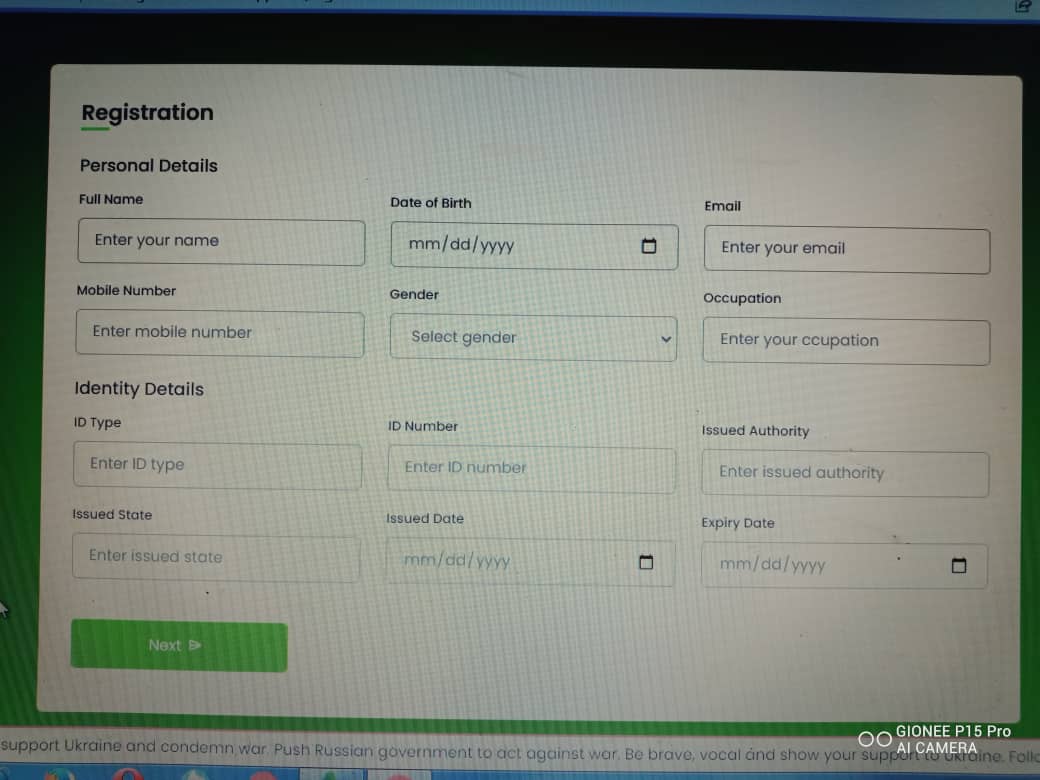 Registration
Personal Details
Full Name
Date of Birth
Email
Enter your name
mm/dd/yyyy
Enter your email
Mobile Number
Gender
Occupation
Enter mobile number
Select gender
Enter your ccupation
Identity Details
ID Type
ID Number
Issued Authority
Enter ID type
Enter ID number
Enter issued authority
Issued State
Issued Date
Expiry Date
Enter issued state
mm/dd/yyyy
mm/dd/yyyy
Next
support Ukraine and condemn war. Push Russian government to act against war. Be brave, vocal and show your support to Ukraine. Follo
GIONEE P15 Pro
AI CAMERA